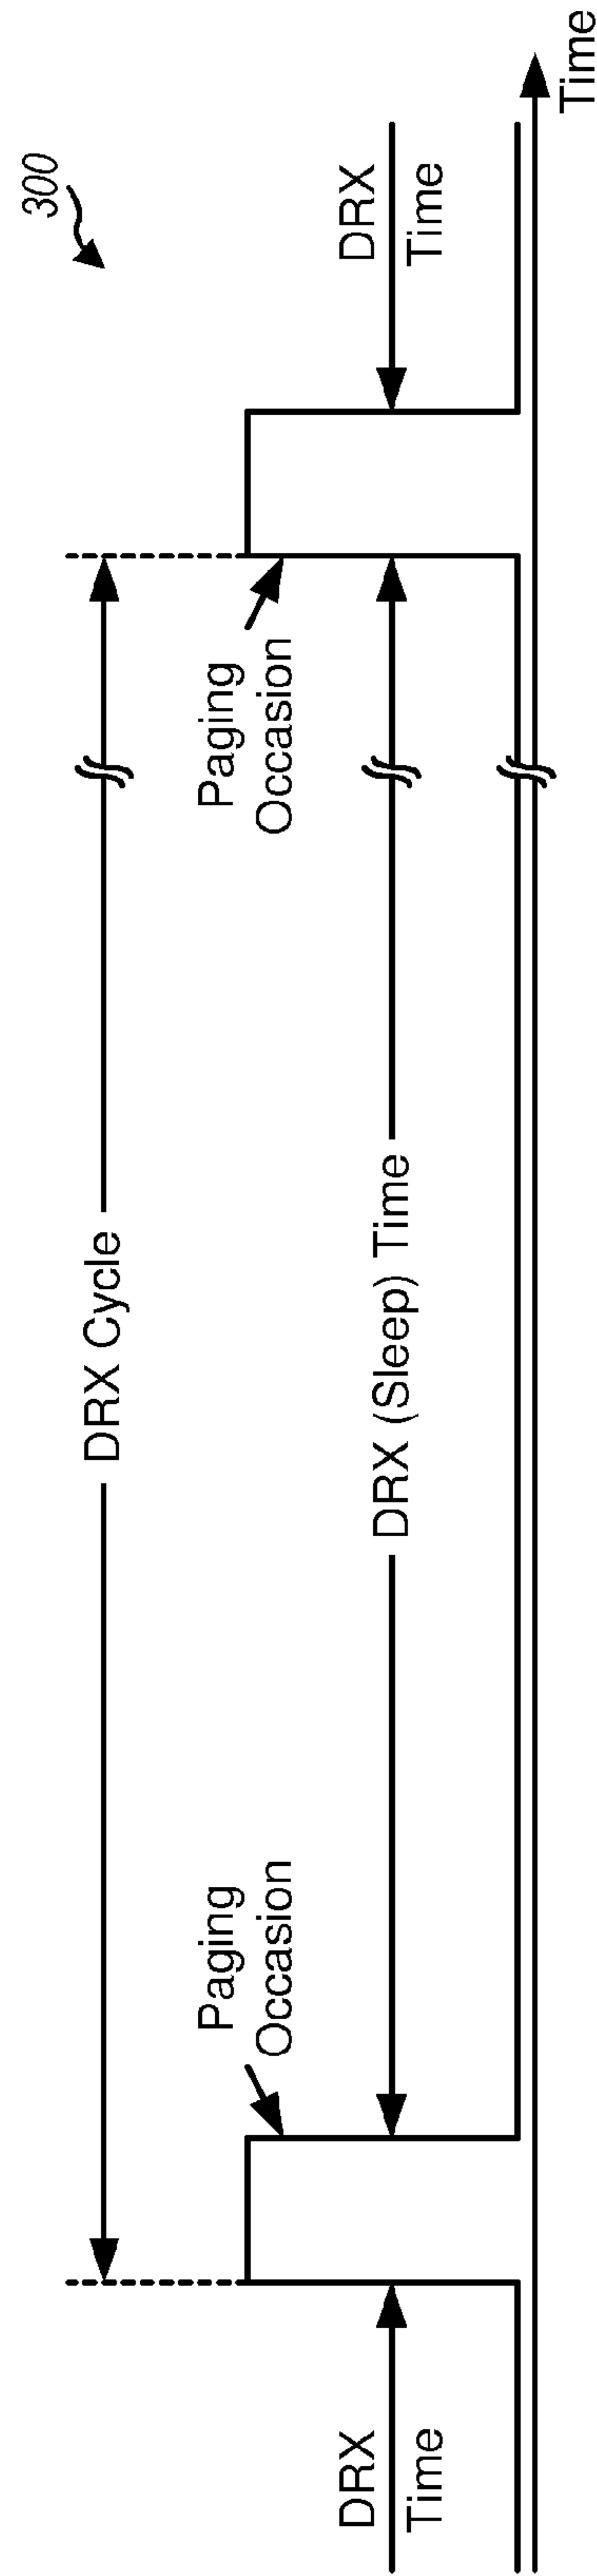 300
DRX Cycle
Paging
Occasion
Paging
Occasion
DRX
Time
DRX (Sleep) Time
DRX
Time
Time